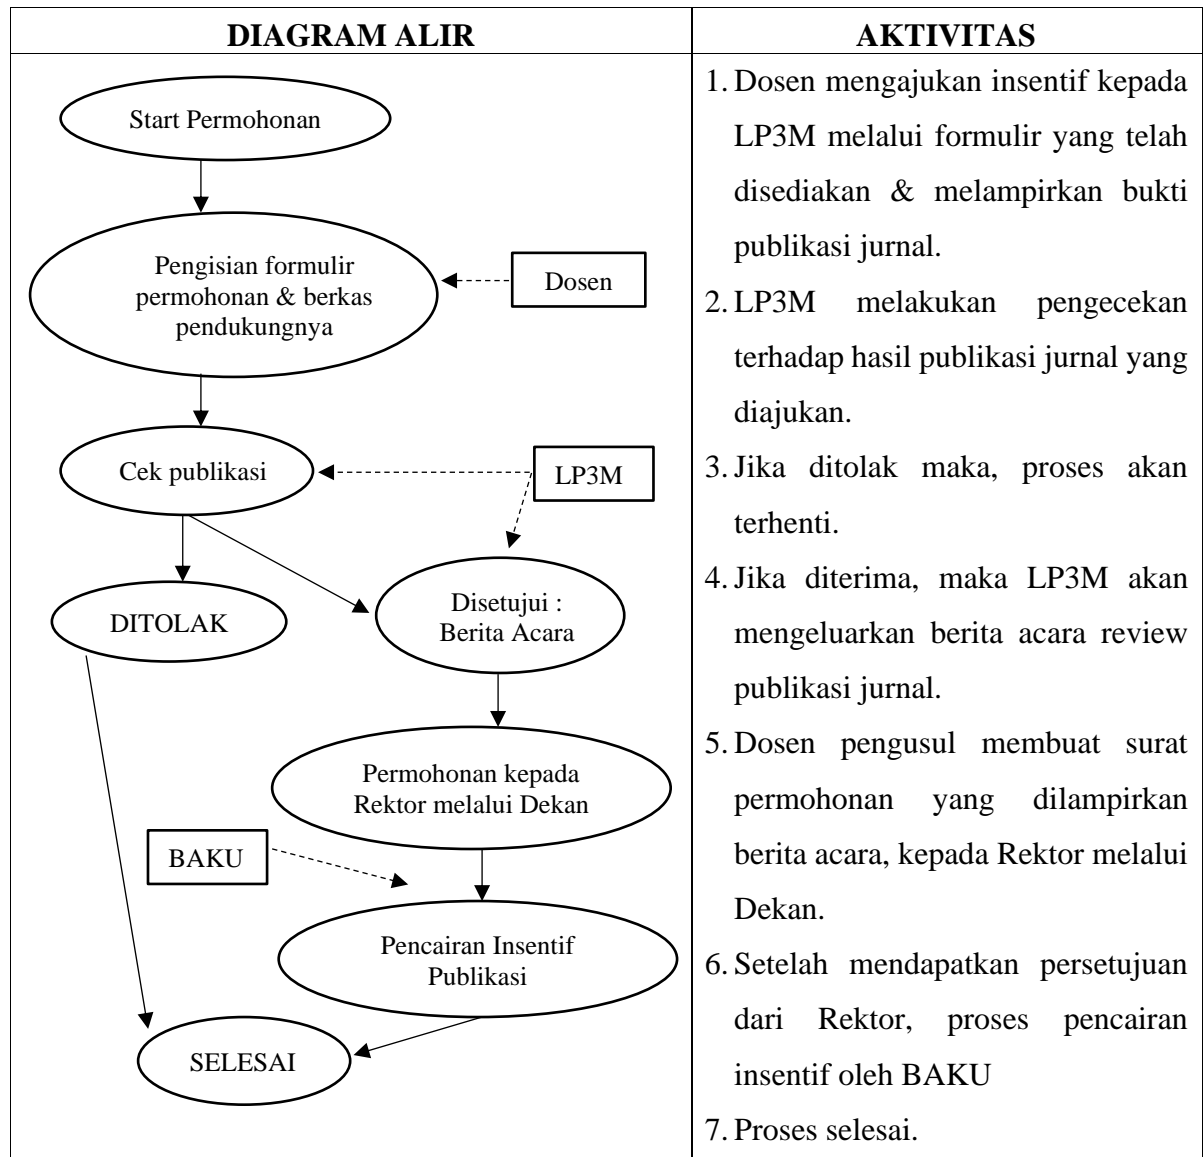 DIAGRAM ALIR
AKTIVITAS
Start Permohonan
Pengisian formulir
permohonan & berkas
pendukungnya
Dosen
Cek publikasi
LP3M
DITOLAK
Disetujui :
Berita Acara
Permohonan kepada
Rektor melalui Dekan
BAKU
Pencairan Insentif
Publikasi
SELESAI
1. Dosen mengajukan insentif kepada
LP3M melalui formulir yang telah
disediakan & melampirkan bukti
publikasi jurnal.
2. LP3M melakukan pengecekan
terhadap hasil publikasi jurnal yang
diajukan.
3. Jika ditolak maka, proses akan
terhenti.
4. Jika diterima, maka LP3M akan
mengeluarkan berita acara review
publikasi jurnal.
5. Dosen pengusul membuat surat
permohonan yang dilampirkan
berita acara, kepada Rektor melalui
Dekan.
6. Setelah mendapatkan persetujuan
dari Rektor, proses pencairan
insentif oleh BAKU
7. Proses selesai.